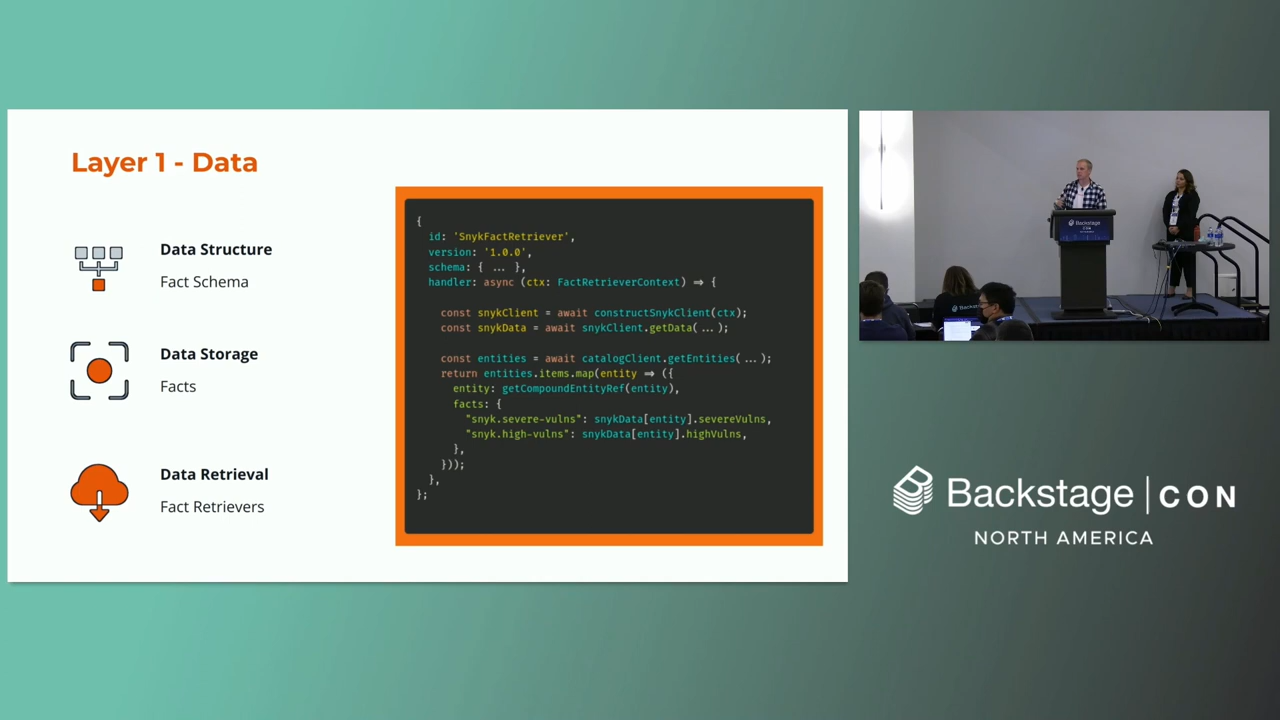 Layer 1 - Data
Data Structure
Fact Schema
Data Storage
Facts
Data Retrieval
Fact Retrievers
{
id: 'SnykFactRetriever',
version: '1.0.0',
schema: { ... },
handler: async (ctx: FactRetrieverContext) ⇒ {
const snykClient = await constructSnykClient(ctx);
const snykData = await snykClient.getData(...);
const entities = await catalogClient.getEntities(...);
return entities.items.map(entity ⇒ ({
entity: getCompoundEntityRef(entity),
facts: {
"snyk.severe-vulns": snykData[entity].severeVulns,
"snyk.high-vulns": snykData[entity].highVulns,
},
}));
},
};
Backstage
CON
Backstage
Backstage | CON
NORTH AMERICA